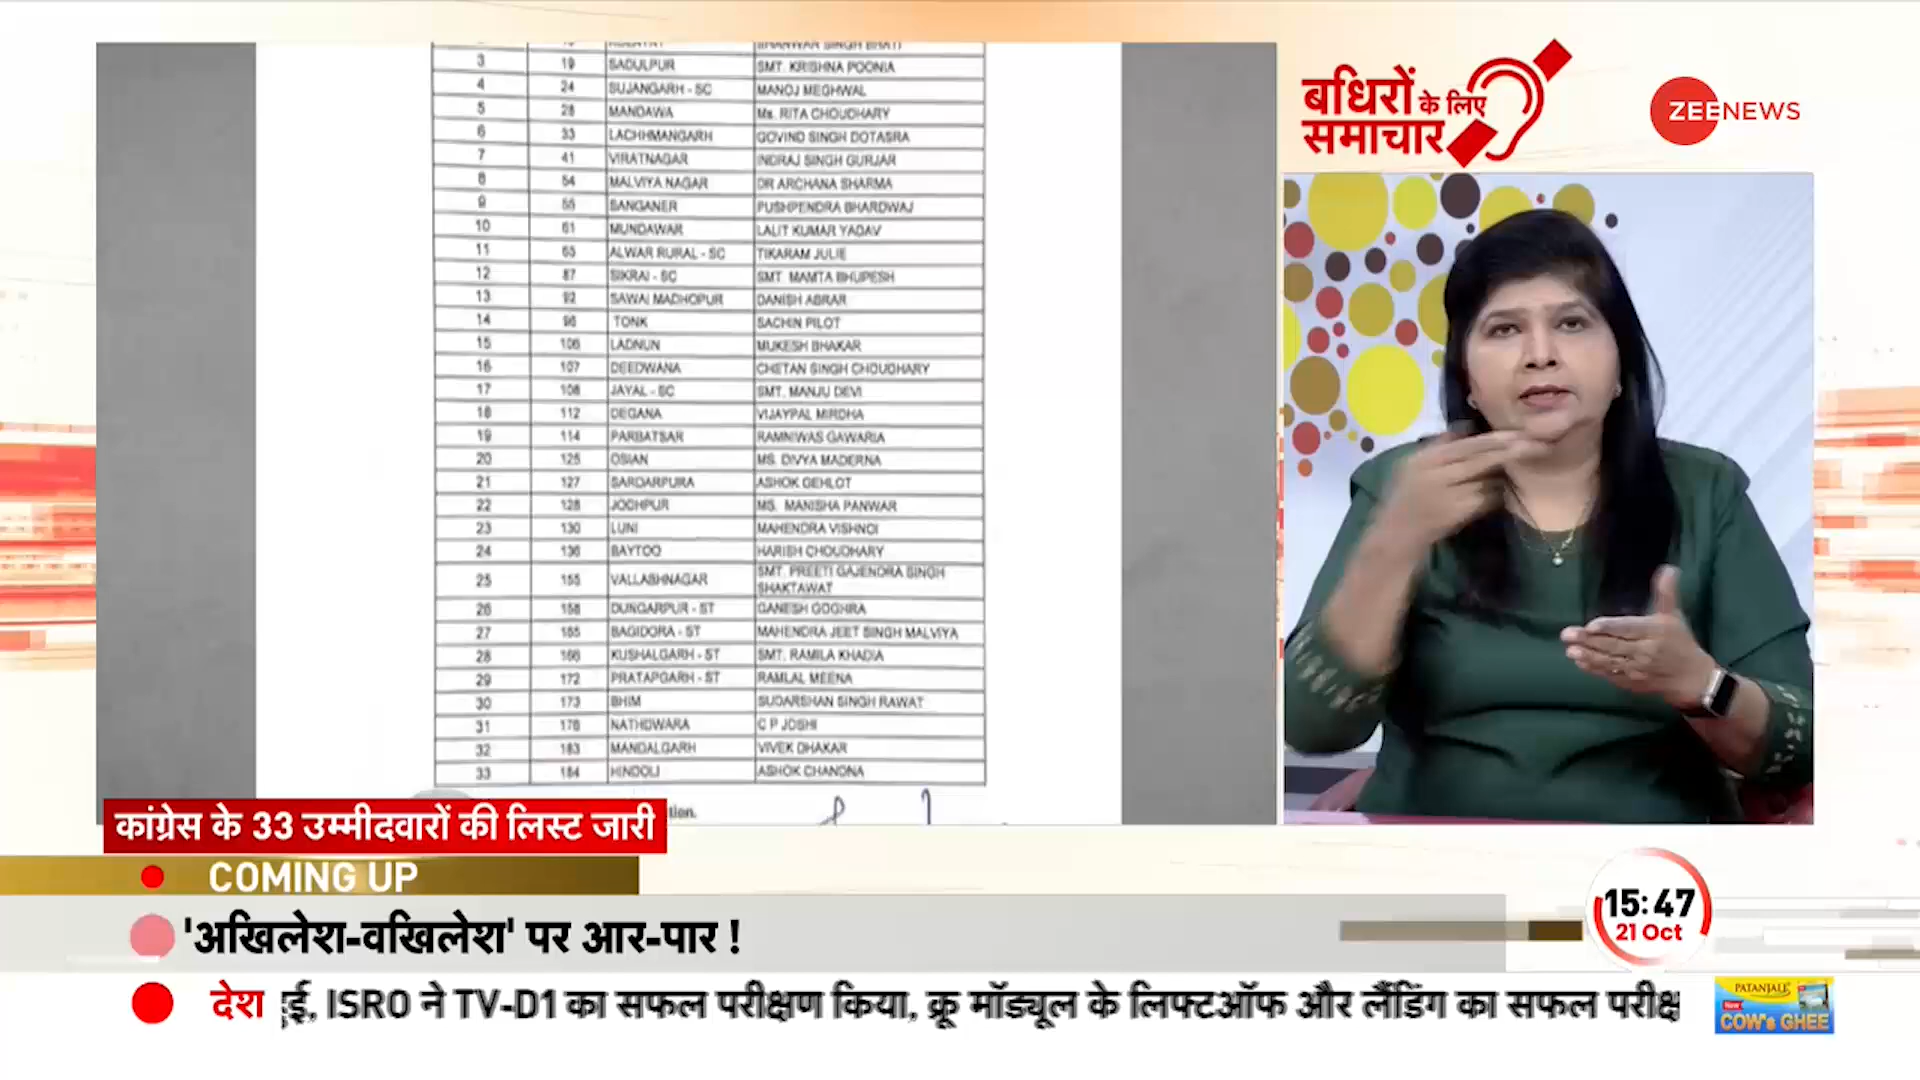 3 19 SADULPUR SMT. KRISHNA POONIA
4 24 SUJANGARH - SC MANOJ MEGHWAL
5 28 MANDAWA Ms. RITA CHOUDHARY
6 33 LACHHMANGARH GOVIND SINGH DOTASRA
7 41 VIRATNAGAR INDRAJ SINGH GURJAR
8 54 MALVIYA NAGAR DR ARCHANA SHARMA
9 55 SANGANER PUSHPENDRA BHARDWAJ
10 61 MUNDAWAR LALIT KUMAR YADAV
11 65 ALWAR RURAL - SC TIKARAM JULIE
12 87 SIKRAI - SC SMT MAMTA BHUPESH
13 92 SAWAI MADHOPUR DANISH ABRAR
14 96 TONK SACHIN PILOT
15 106 LADNUN MUKESH BHAKAR
16 107 DEEDWANA CHETAN SINGH CHOUDHARY
17 108 JAYAL - SC SMT. MANJU DEVI
18 112 DEGANA VIJAYPAL MIRDHA
19 114 PARBATSAR RAMNIWAS GAWARIA
20 125 OSIAN MS. DIVYA MADERNA
21 127 SARDARPURA ASHOK GEHLOT
22 128 JODHPUR MS. MANISHA PANWAR
23 130 LUNI MAHENDRA VISHNOI
24 136 BAYTOO HARISH CHOUDHARY
25 155 VALLABHNAGAR SMT. PREETI GAJENDRA SINGH
SHAKTAWAT
26 158 DUNGARPUR - ST GANESH GOGHRA
27 165 BAGIDORA - ST MAHENDRA JEET SINGH MALVIYA
28 166 KUSHALGARH - ST SMT. RAMILA KHADIA
29 172 PRATAPGARH - ST RAMLAL MEENA
30 173 BHIM SUDARSHAN SINGH RAWAT
31 176 NATHDWARA C P JOSHI
32 183 MANDALGARH VIVEK DHAKAR
33 184 HINDOLI ASHOK CHANDNA
बधिरों के लिए
समाचार
ZEENEWS
कांग्रेस के 33 उम्मीदवारों की लिस्ट जारी
COMING UP
'अखिलेश-वखिलेश' पर आर-पार !
15:47
21 Oct
देश ISRO ने TV-D1 का सफल परीक्षण किया, क्रू मॉड्यूल के लिफ्टऑफ और लैंडिंग का सफल
PATANJALI
New
COW's GHEE